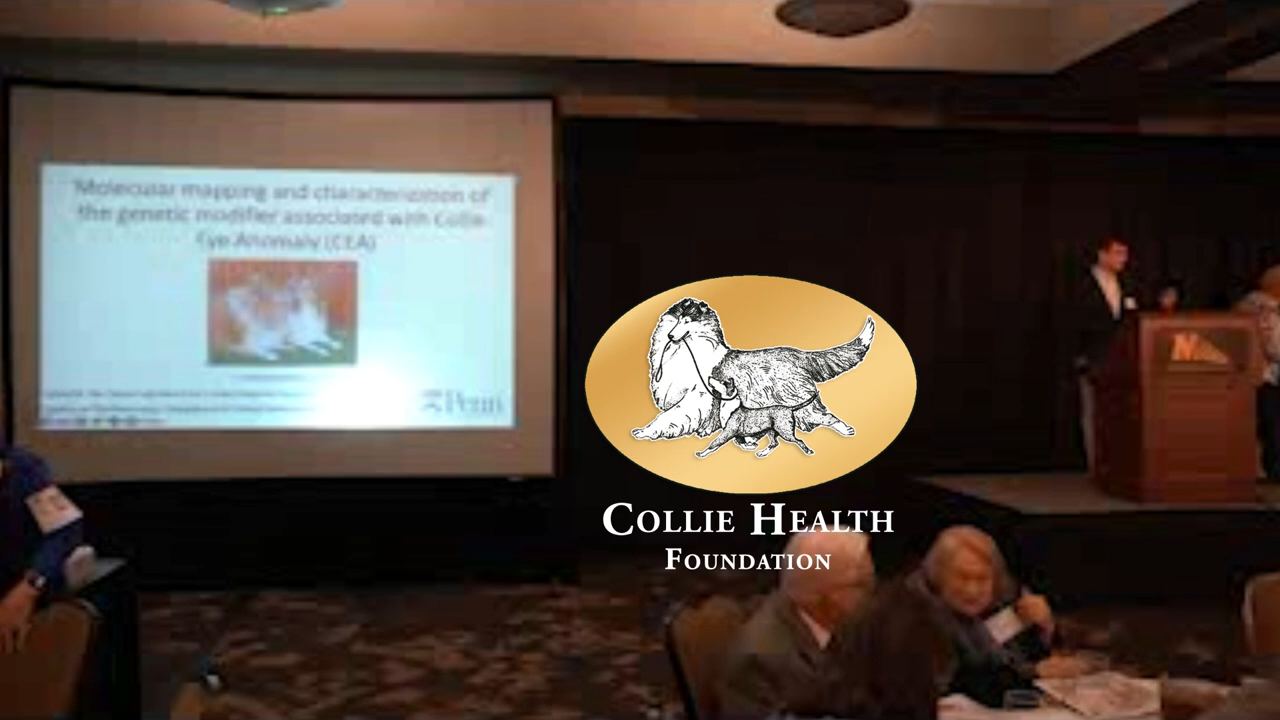 Molecular mapping and characterization of
the genetic modifier associated with Collie
Eye Anomaly (CEA)
Penn
COLLIE HEALTH
FOUNDATION